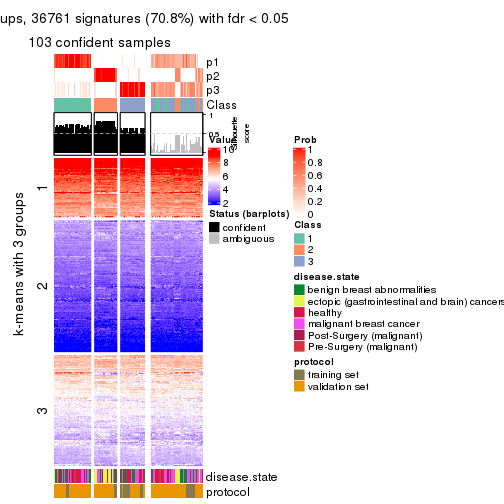 ups, 36761 signatures (70.8%) with fdr < 0.05
103 confident samples
p1
p2
p3
Class
1
0.5
0
Silhouette
score
k-means with 3 groups
1
2
3
disease.state
protocol
Value
10
8
6
4
2
Status (barplots)
confident
ambiguous
Prob
1
0.8
0.6
0.4
0.2
0
Class
1
2
3
disease.state
benign breast abnormalities
ectopic (gastrointestinal and brain) cancers
healthy
malignant breast cancer
Post-Surgery (malignant)
Pre-Surgery (malignant)
protocol
training set
validation set